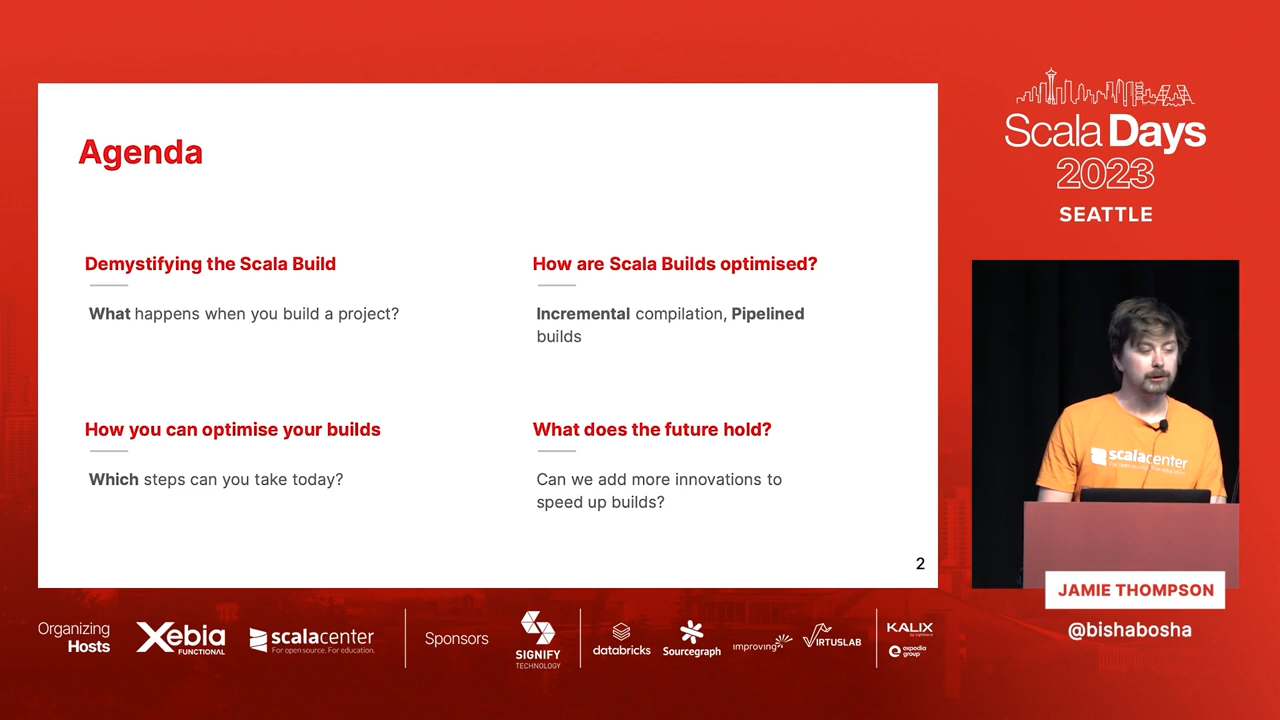 Agenda
Demystifying the Scala Build
What happens when you build a project?
How are Scala Builds optimised?
Incremental compilation, Pipelined
builds
How you can optimise your builds
Which steps can you take today?
What does the future hold?
Can we add more innovations to
speed up builds?
2
Scala Days
2023
SEATTLE
scalacenter
JAMIE THOMPSON
@bishabosha
Organizing
Hosts
Xebia
FUNCTIONAL
scalacenter
For open source. For education.
Sponsors
SIGNIFY
TECHNOLOGY
databricks
Sourcegraph
improving
VIRTUSLAB
KALIX
by Lightbend
expedia
group